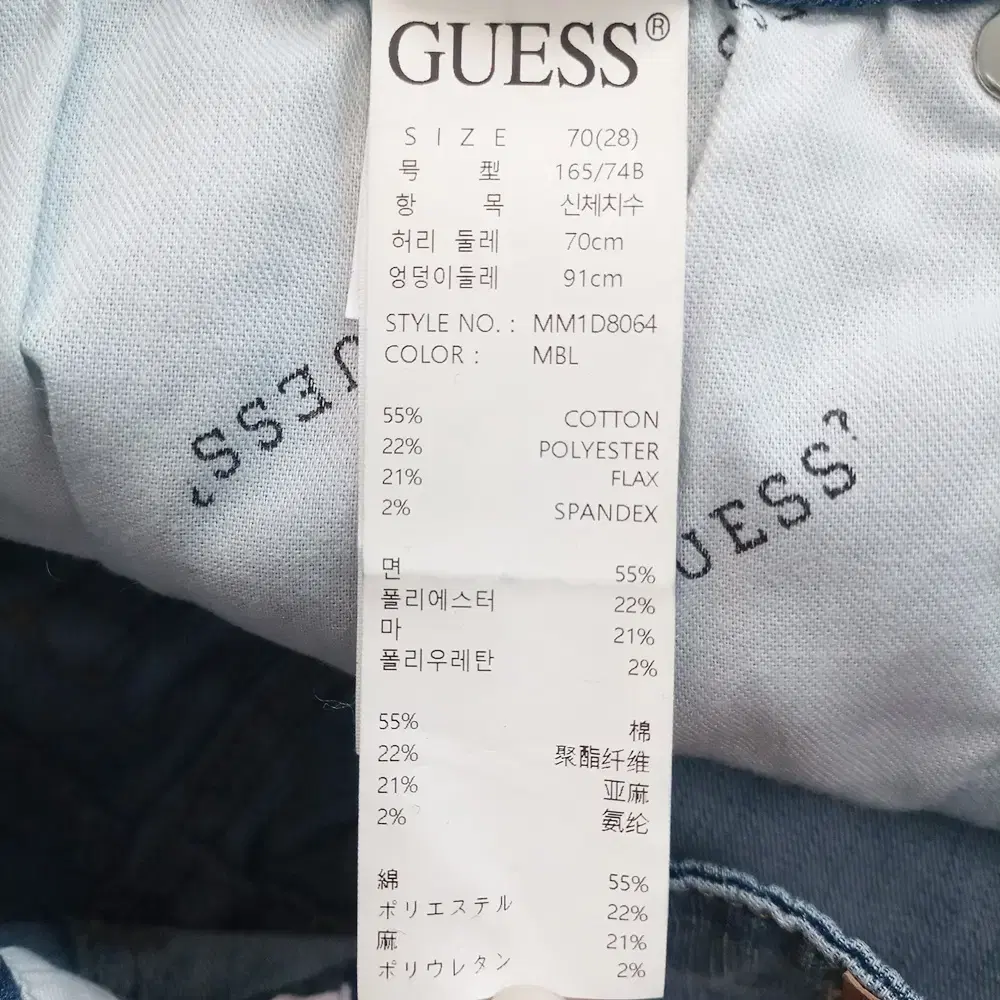 GUESS®
SIZE 70(28)
号 型 165/74B
항 목 신체치수
허리 둘레 70cm
엉덩이둘레 91cm
STYLE NO. : MM1D8064
COLOR : MBL
55% COTTON
22% POLYESTER
21% FLAX
2% SPANDEX
면 55%
폴리에스터 22%
마 21%
폴리우레탄 2%
55% 棉
22% 聚酯纤维
21% 亚麻
2% 氨纶
綿 55%
ポリエステル 22%
麻 21%
ポリウレタン 2%
UESS?
UESS?